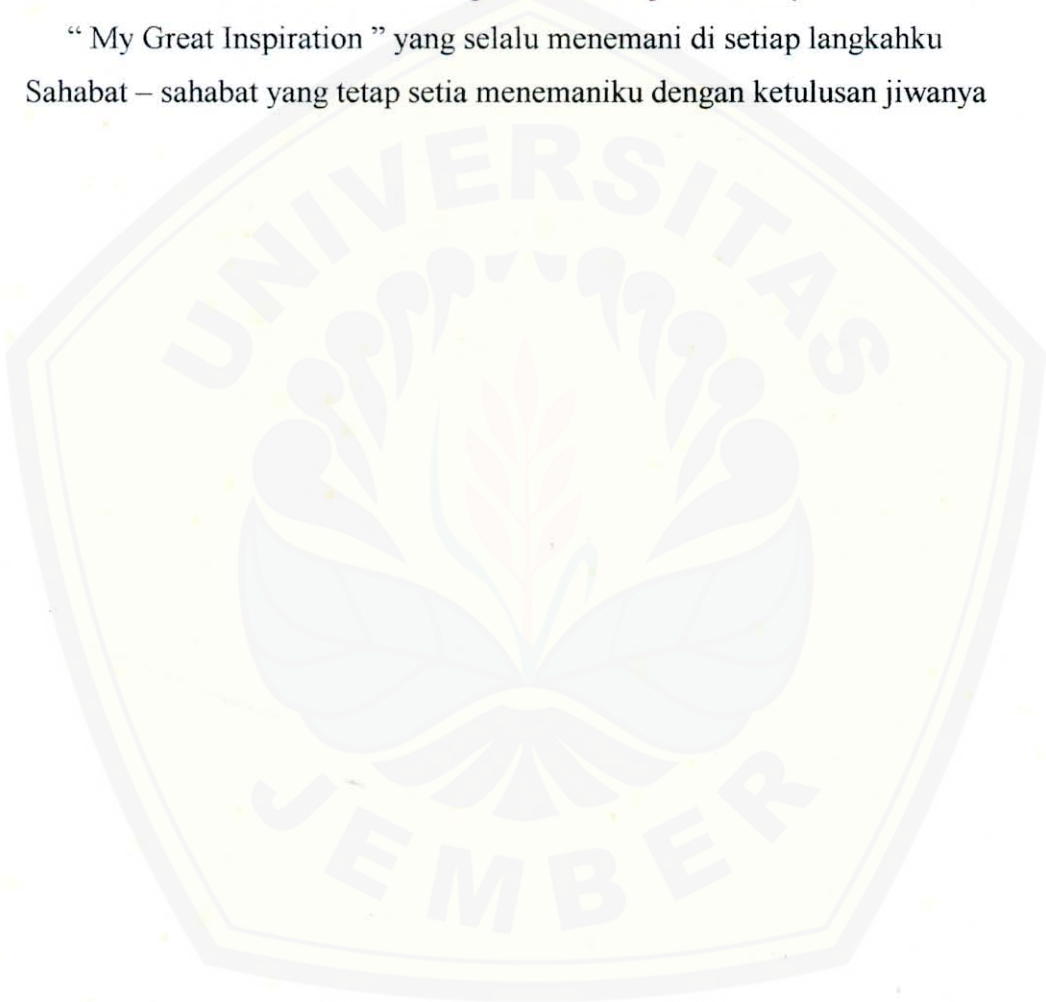 “ My Great Inspiration ” yang selalu menemani di setiap langkahku
Sahabat – sahabat yang tetap setia menemaniku dengan ketulusan jiwanya
UNIVERSITAS
JEMBER